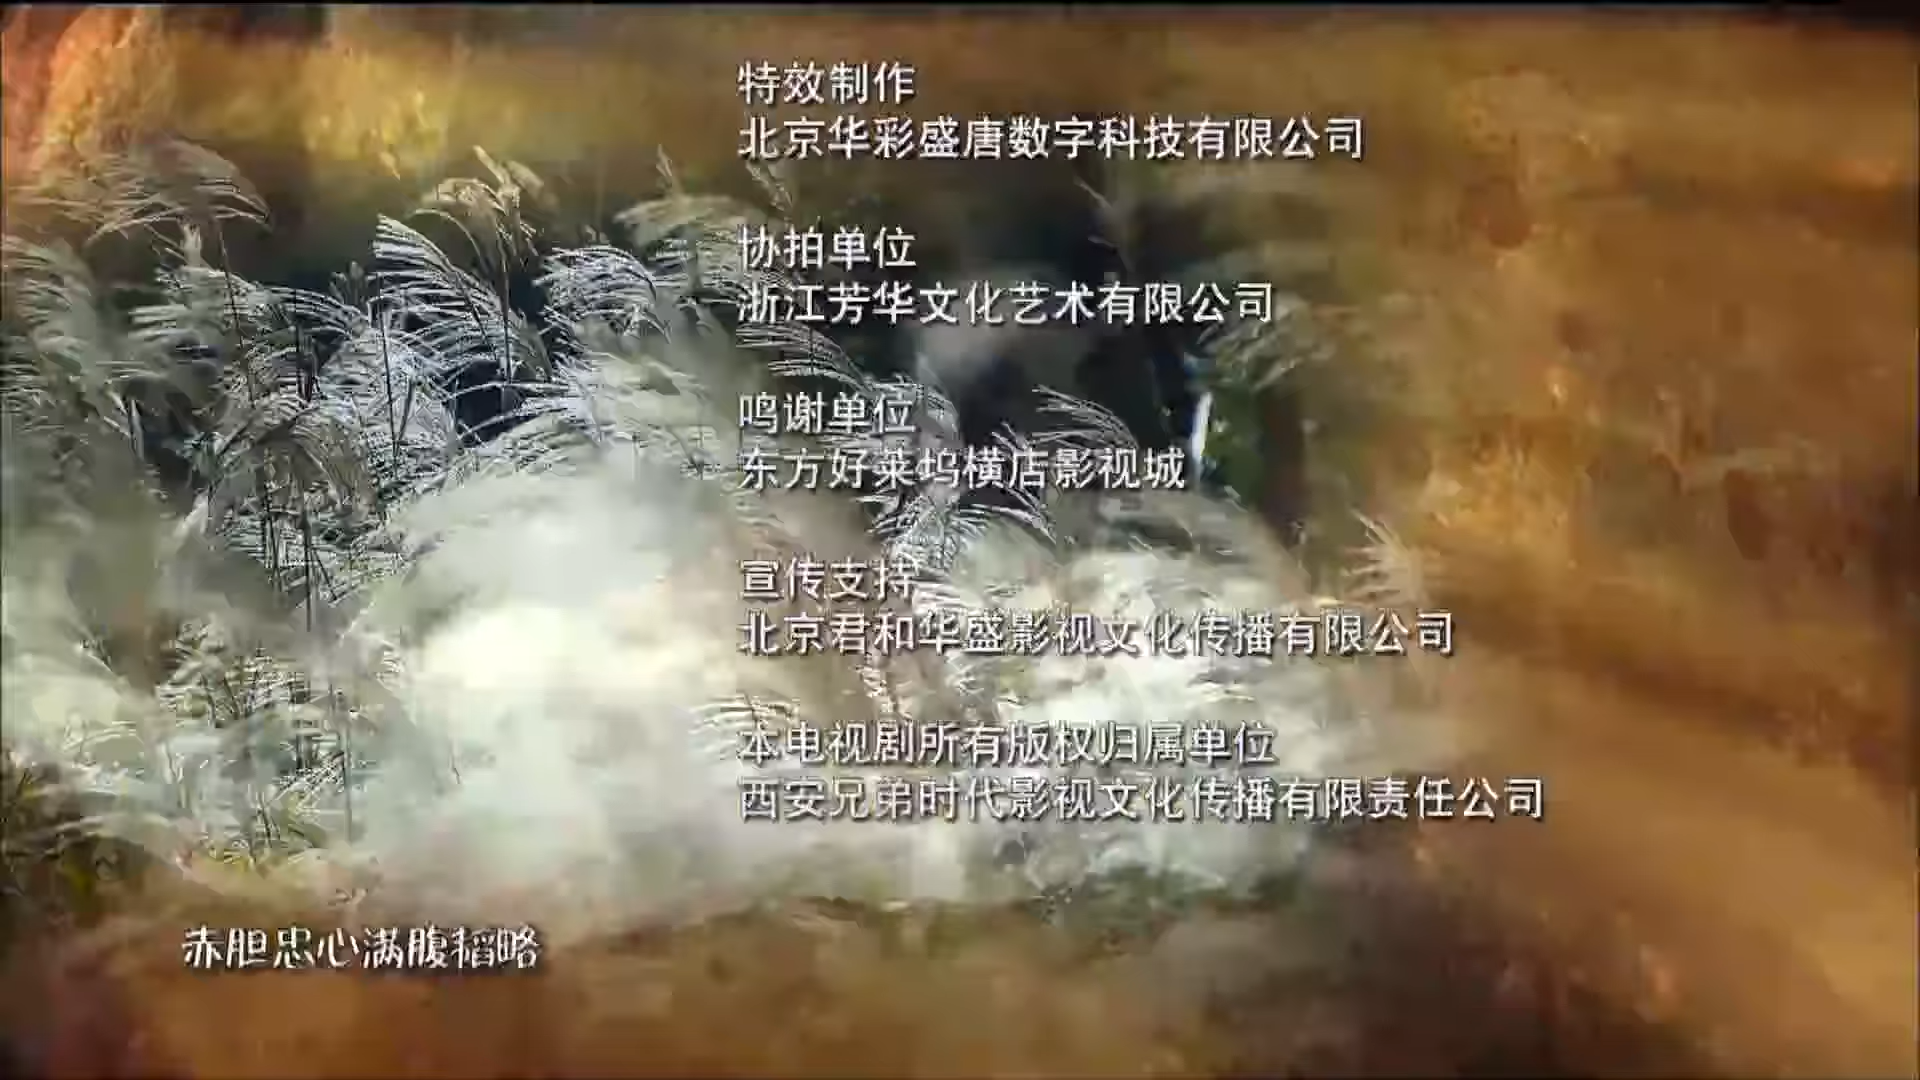 特效制作
北京华彩盛唐数字科技有限公司
协拍单位
浙江芳华文化艺术有限公司
鸣谢单位
东方好莱坞横店影视城
宣传支持
北京君和华盛影视文化传播有限公司
本电视剧所有版权归属单位
西安兄弟时代影视文化传播有限责任公司
赤胆忠心满腹韬略